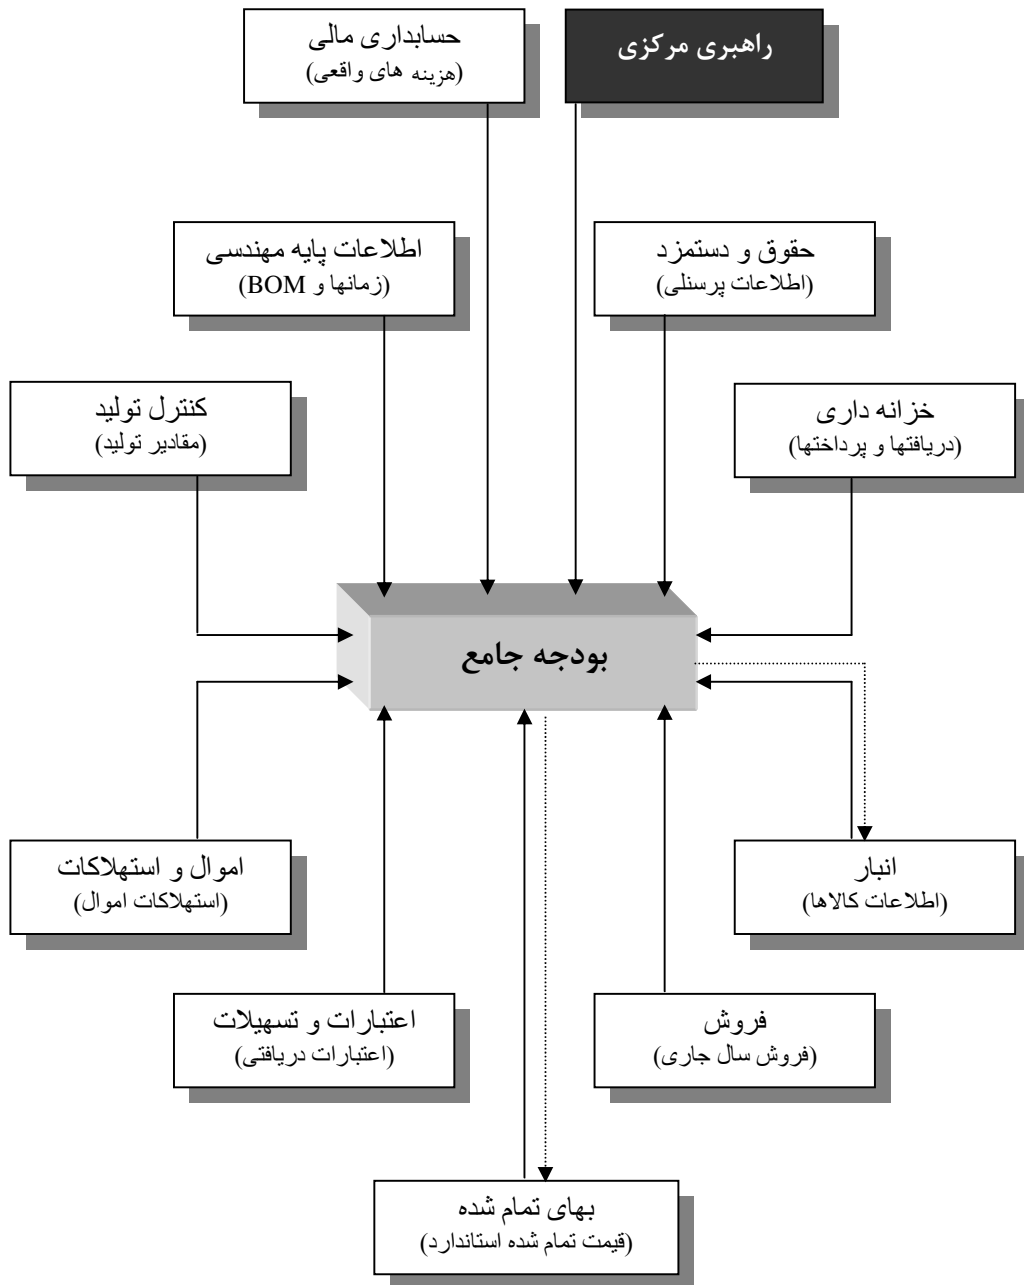 راهبری مرکزی
حسابداری مالی
(هزینه های واقعی)
حقوق و دستمزد
(اطلاعات پرسنلی)
اطلاعات پایه مهندسی
(زمانها و BOM)
خزانه داری
(دریافتها و پرداختها)
کنترل تولید
(مقادیر تولید)
بودجه جامع
انبار
(اطلاعات کالاها)
اموال و استهلاکات
(استهلاکات اموال)
فروش
(فروش سال جاری)
اعتبارات و تسهیلات
(اعتبارات دریافتی)
بهای تمام شده
(قیمت تمام شده استاندارد)